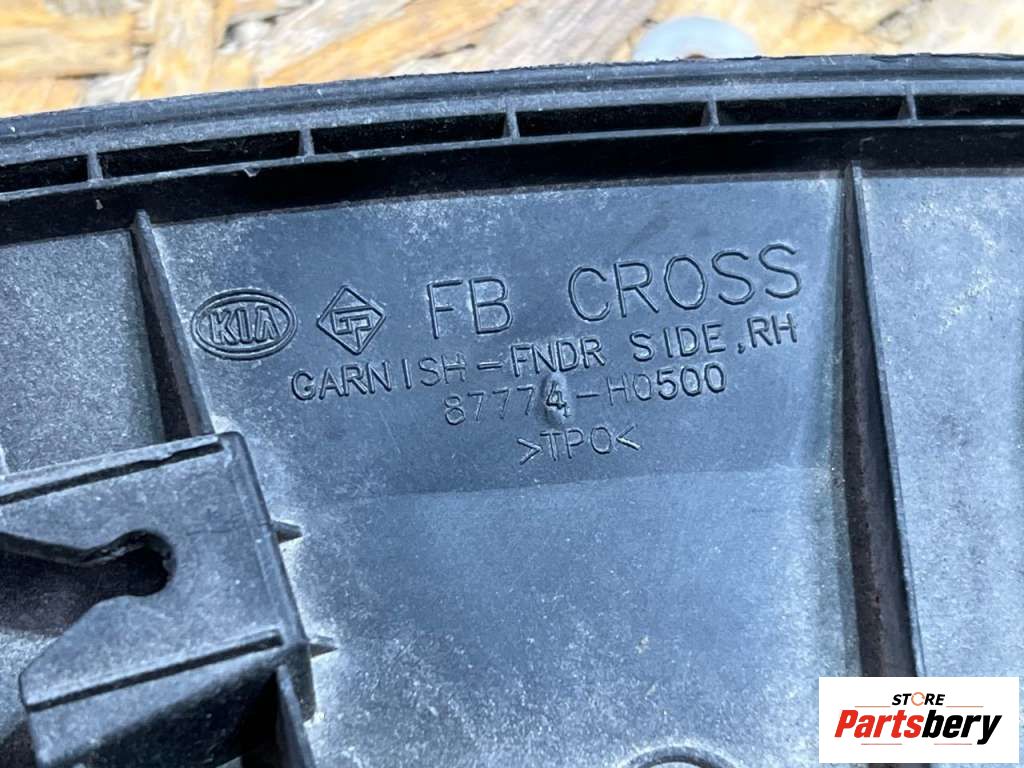 KIA FB CROSS
GARNISH-FNDR SIDE,RH
87774-H0500
>TPO<
STORE
Partsbery